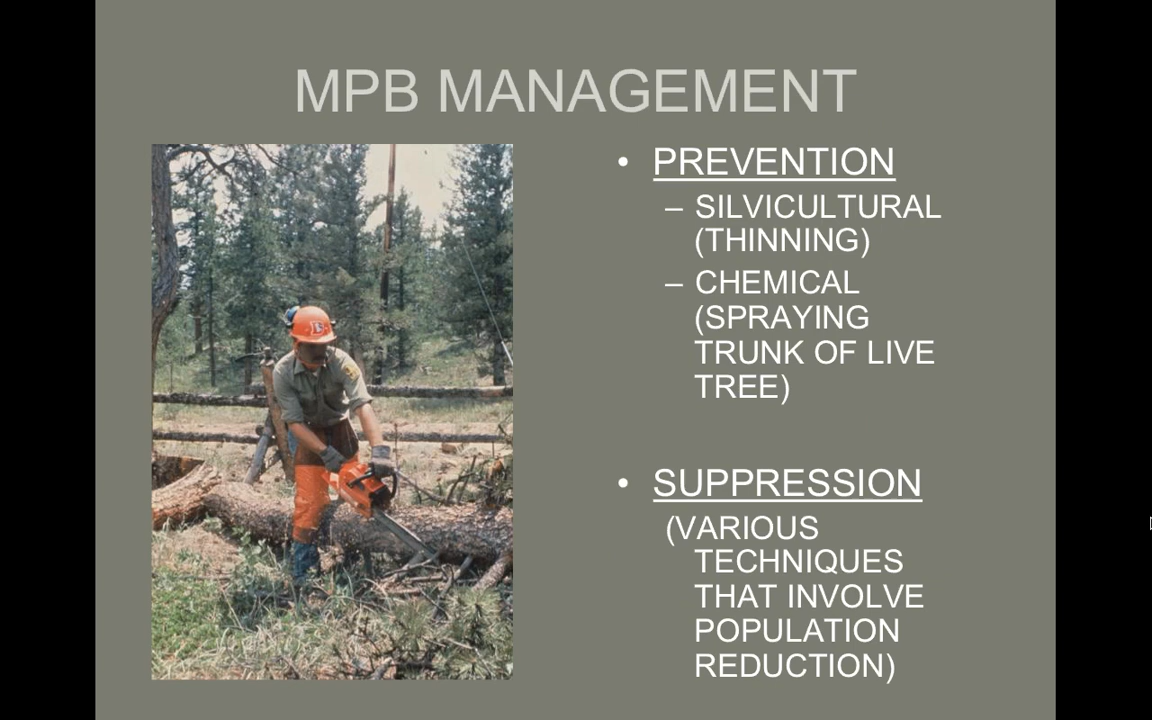 MPB MANAGEMENT
• PREVENTION
– SILVICULTURAL
(THINNING)
– CHEMICAL
(SPRAYING
TRUNK OF LIVE
TREE)
• SUPPRESSION
(VARIOUS
TECHNIQUES
THAT INVOLVE
POPULATION
REDUCTION)